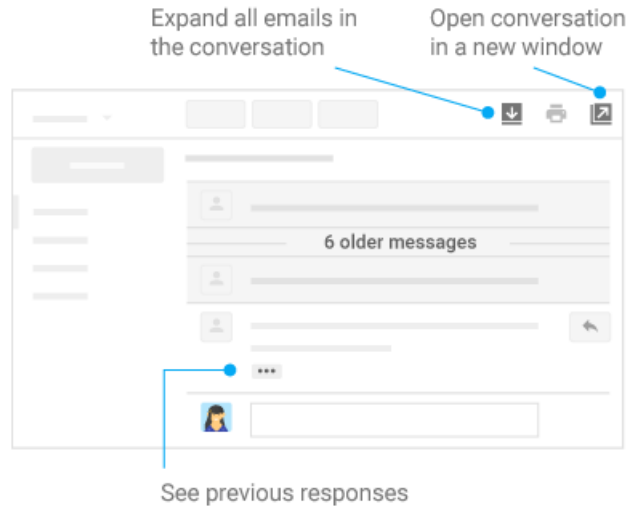 Expand all emails in
the conversation
Open conversation
in a new window
6 older messages
See previous responses